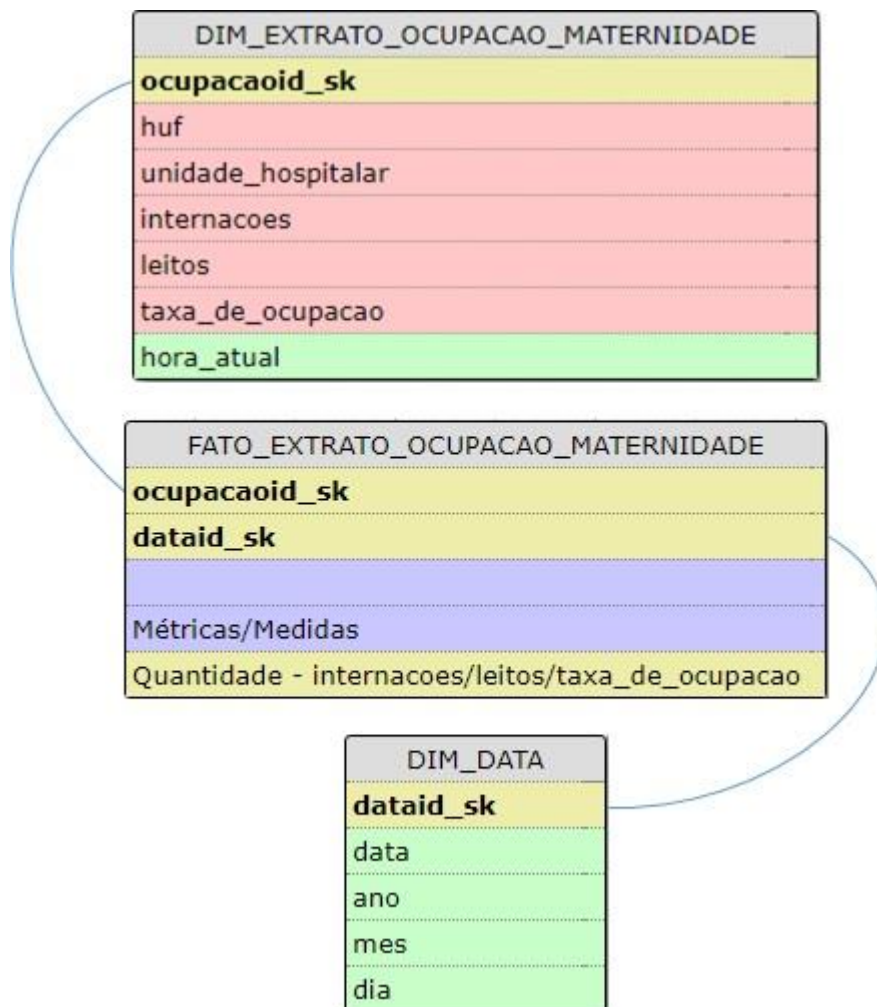 DIM_EXTRATO_OCUPACAO_MATERNIDADE
ocupacaoid_sk
huf
unidade_hospitalar
internacoes
leitos
taxa_de_ocupacao
hora_atual
FATO_EXTRATO_OCUPACAO_MATERNIDADE
ocupacaoid_sk
dataid_sk
Métricas/Medidas
Quantidade - internacoes/leitos/taxa_de_ocupacao
DIM_DATA
dataid_sk
data
ano
mes
dia